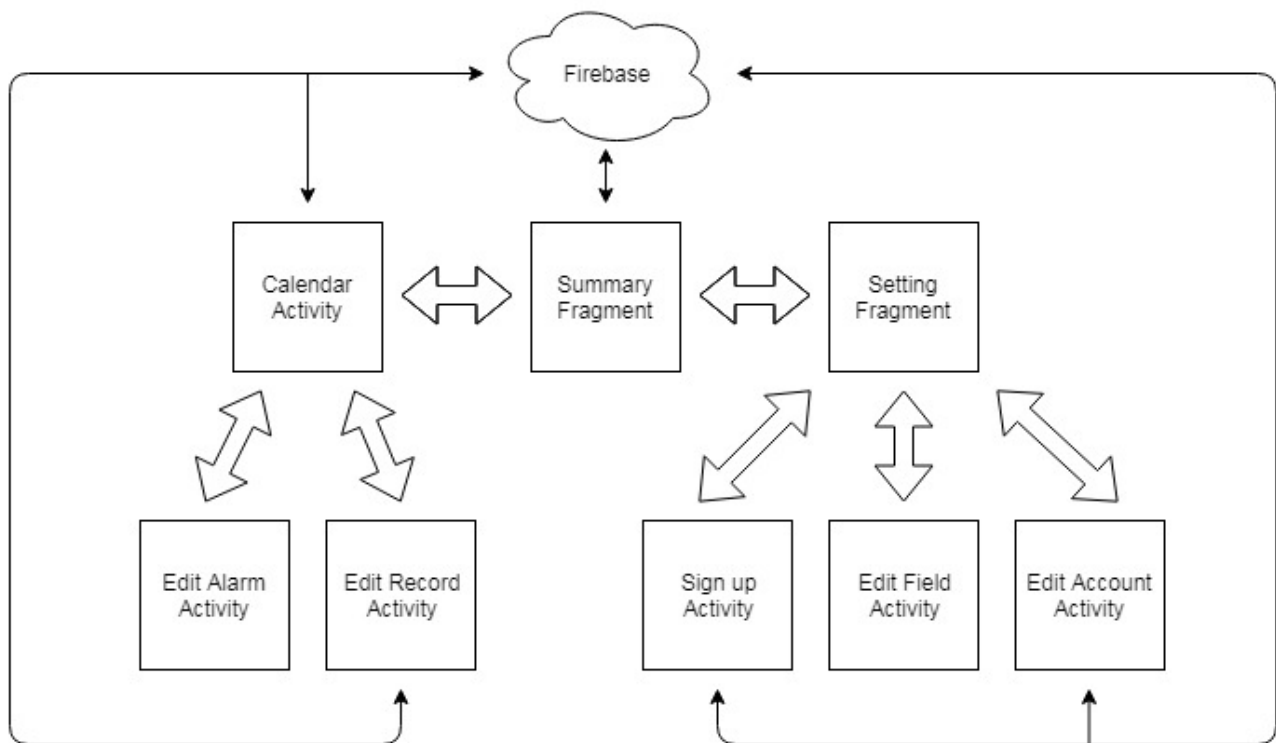 Firebase
Calendar
Activity
Summary
Fragment
Setting
Fragment
Edit Alarm
Activity
Edit Record
Activity
Sign up
Activity
Edit Field
Activity
Edit Account
Activity